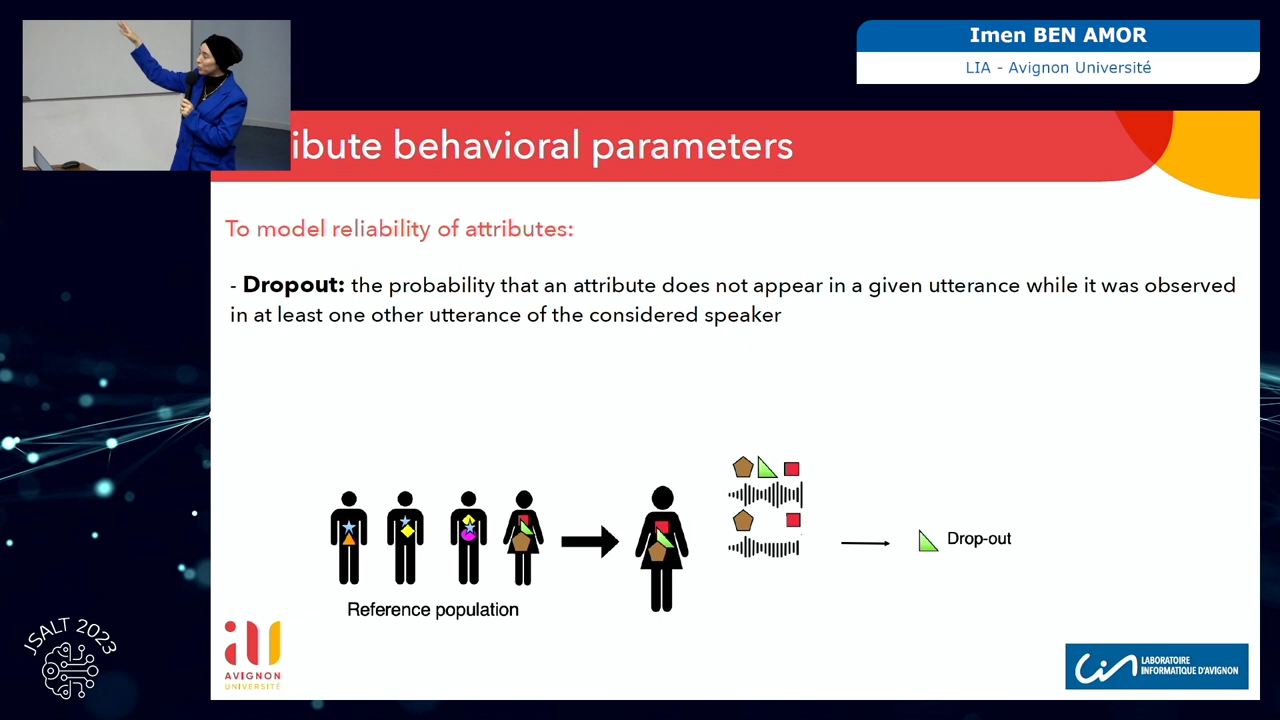 Imen BEN AMOR
LIA - Avignon Université
ibute behavioral parameters
To model reliability of attributes:
- Dropout: the probability that an attribute does not appear in a given utterance while it was observed
in at least one other utterance of the considered speaker
Drop-out
Reference population
JSALT 2023
AVIGNON
UNIVERSITÉ
LABORATOIRE
INFORMATIQUE D'AVIGNON